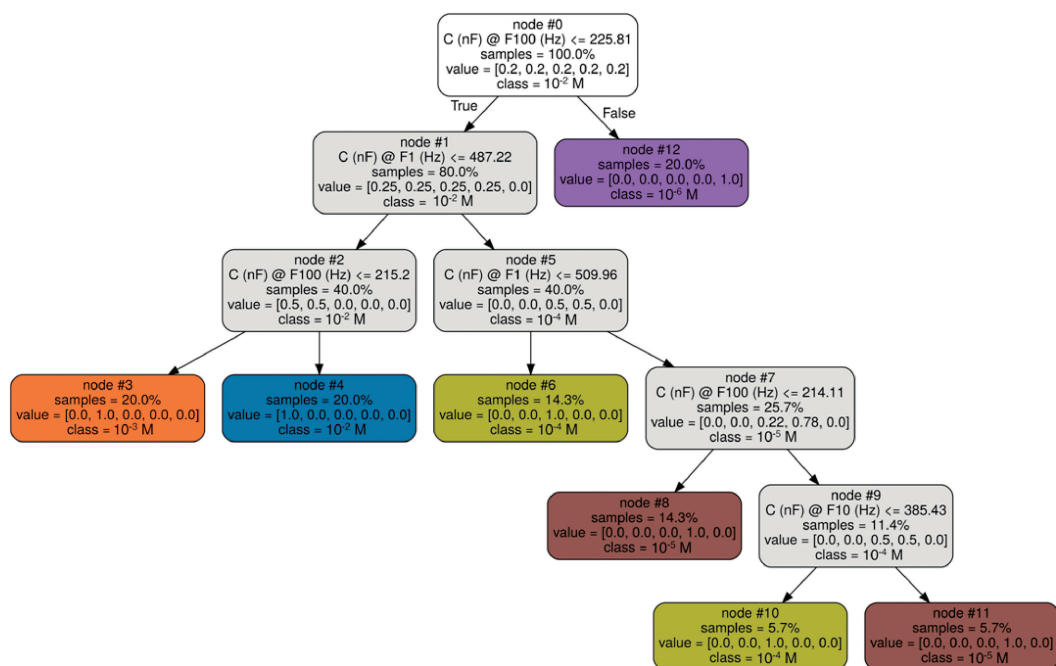 node #0
C (nF) @ F100 (Hz) <= 225.81
samples = 100.0%
value = [0.2, 0.2, 0.2, 0.2, 0.2]
class = 10⁻² M
True
False
node #1
C (nF) @ F1 (Hz) <= 487.22
samples = 80.0%
value = [0.25, 0.25, 0.25, 0.25, 0.0]
class = 10⁻² M
node #12
samples = 20.0%
value = [0.0, 0.0, 0.0, 0.0, 1.0]
class = 10⁻⁶ M
node #2
C (nF) @ F100 (Hz) <= 215.2
samples = 40.0%
value = [0.5, 0.5, 0.0, 0.0, 0.0]
class = 10⁻² M
node #5
C (nF) @ F1 (Hz) <= 509.96
samples = 40.0%
value = [0.0, 0.0, 0.5, 0.5, 0.0]
class = 10⁻⁴ M
node #3
samples = 20.0%
value = [0.0, 1.0, 0.0, 0.0, 0.0]
class = 10⁻³ M
node #4
samples = 20.0%
value = [1.0, 0.0, 0.0, 0.0, 0.0]
class = 10⁻² M
node #6
samples = 14.3%
value = [0.0, 0.0, 1.0, 0.0, 0.0]
class = 10⁻⁴ M
node #7
C (nF) @ F100 (Hz) <= 214.11
samples = 25.7%
value = [0.0, 0.0, 0.22, 0.78, 0.0]
class = 10⁻⁵ M
node #8
samples = 14.3%
value = [0.0, 0.0, 0.0, 1.0, 0.0]
class = 10⁻⁵ M
node #9
C (nF) @ F10 (Hz) <= 385.43
samples = 11.4%
value = [0.0, 0.0, 0.5, 0.5, 0.0]
class = 10⁻⁴ M
node #10
samples = 5.7%
value = [0.0, 0.0, 1.0, 0.0, 0.0]
class = 10⁻⁴ M
node #11
samples = 5.7%
value = [0.0, 0.0, 0.0, 1.0, 0.0]
class = 10⁻⁵ M